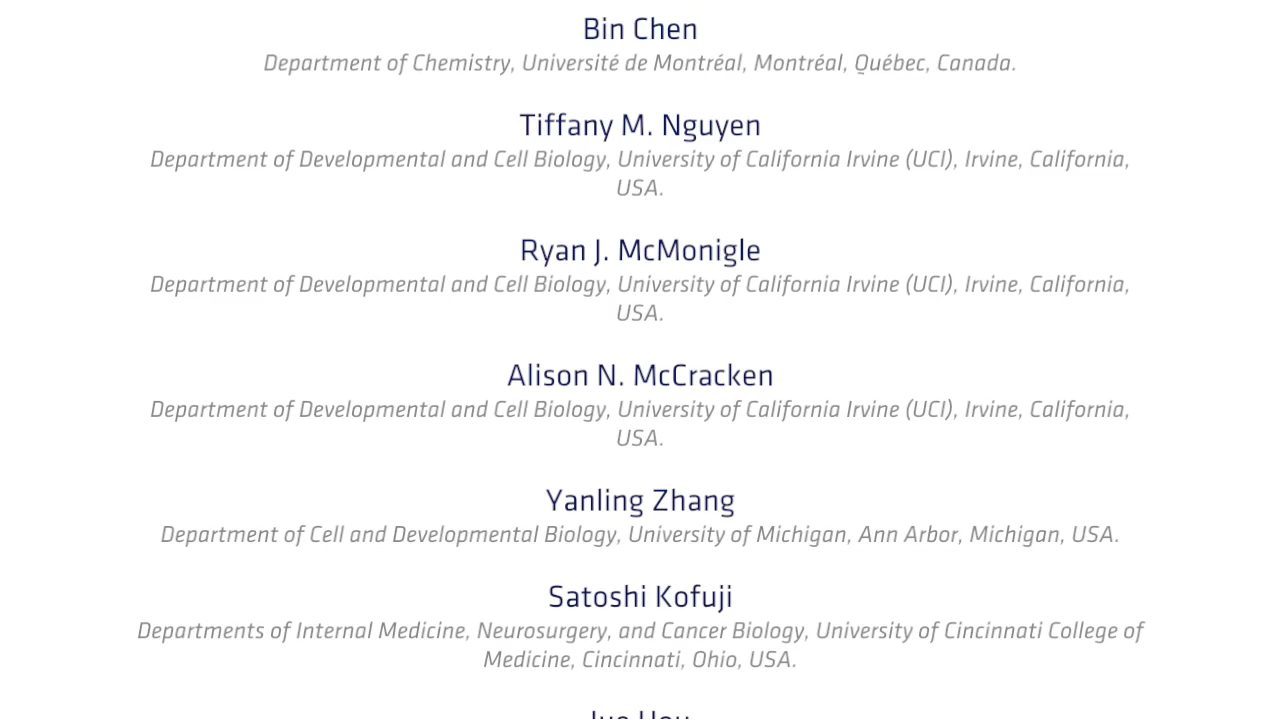 Bin Chen
Department of Chemistry, Université de Montréal, Montréal, Québec, Canada.
Tiffany M. Nguyen
Department of Developmental and Cell Biology, University of California Irvine (UCI), Irvine, California,
USA.
Ryan J. McMonigle
Department of Developmental and Cell Biology, University of California Irvine (UCI), Irvine, California,
USA.
Alison N. McCracken
Department of Developmental and Cell Biology, University of California Irvine (UCI), Irvine, California,
USA.
Yanling Zhang
Department of Cell and Developmental Biology, University of Michigan, Ann Arbor, Michigan, USA.
Satoshi Kofuji
Departments of Internal Medicine, Neurosurgery, and Cancer Biology, University of Cincinnati College of
Medicine, Cincinnati, Ohio, USA.